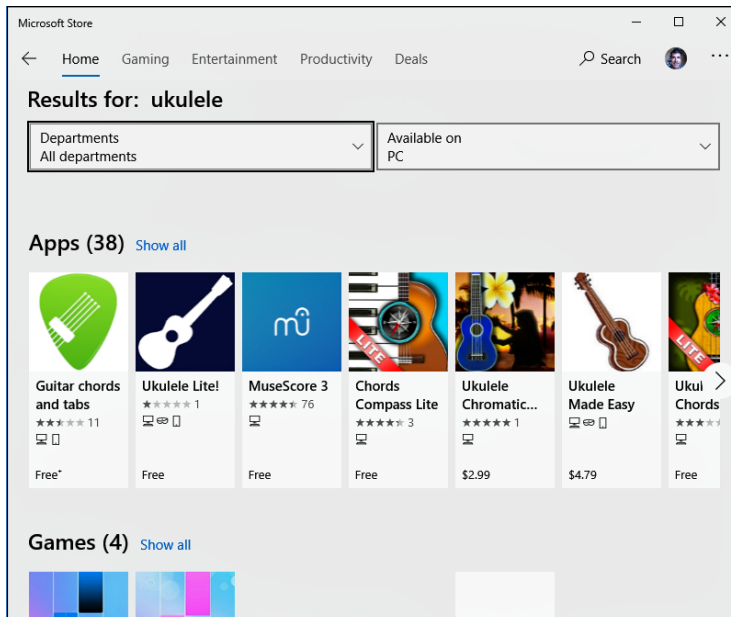 Microsoft Store
Home Gaming Entertainment Productivity Deals Search
Results for: ukulele
Departments
All departments
Available on
PC
Apps (38) Show all
mû
LITE
LITE
Guitar chords
and tabs
11
Free*
Ukulele Lite!
1
Free
MuseScore 3
76
Free
Chords
Compass Lite
3
Free
Ukulele
Chromatic...
1
$2.99
Ukulele
Made Easy
$4.79
Chords
Free
Games (4) Show all